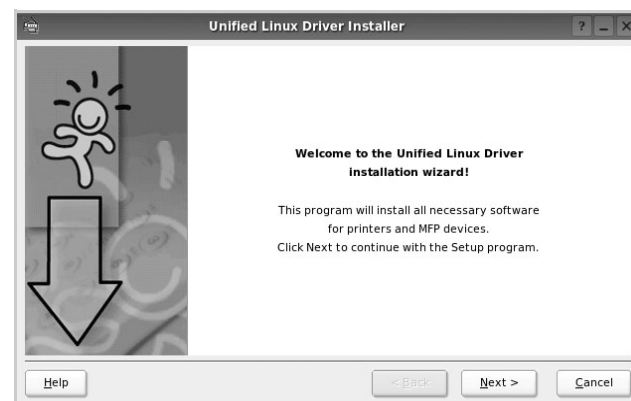 Unified Linux Driver Installer
Welcome to the Unified Linux Driver
installation wizard!
This program will install all necessary software
for printers and MFP devices.
Click Next to continue with the Setup program.
Help
< Back
Next >
Cancel